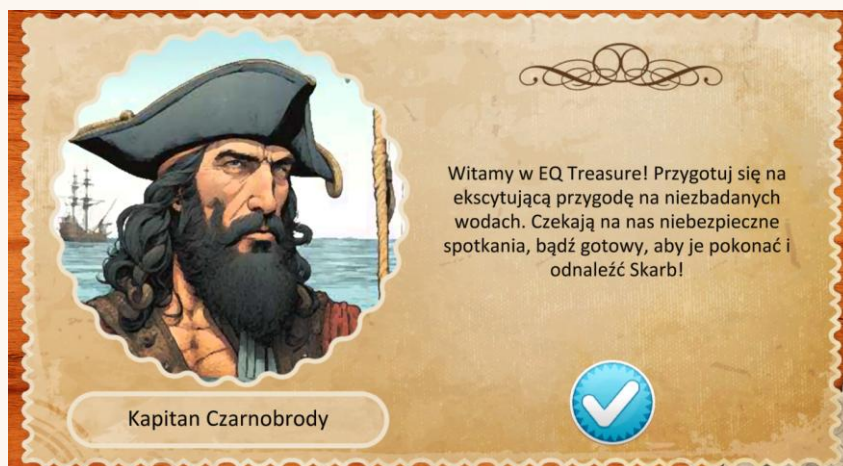 Witamy w EQ Treasure! Przygotuj się na
ekscytującą przygodę na niezbadanych
wodach. Czekają na nas niebezpieczne
spotkania, bądź gotowy, aby je pokonać i
odnaleźć Skarb!
Kapitan Czarnobrody